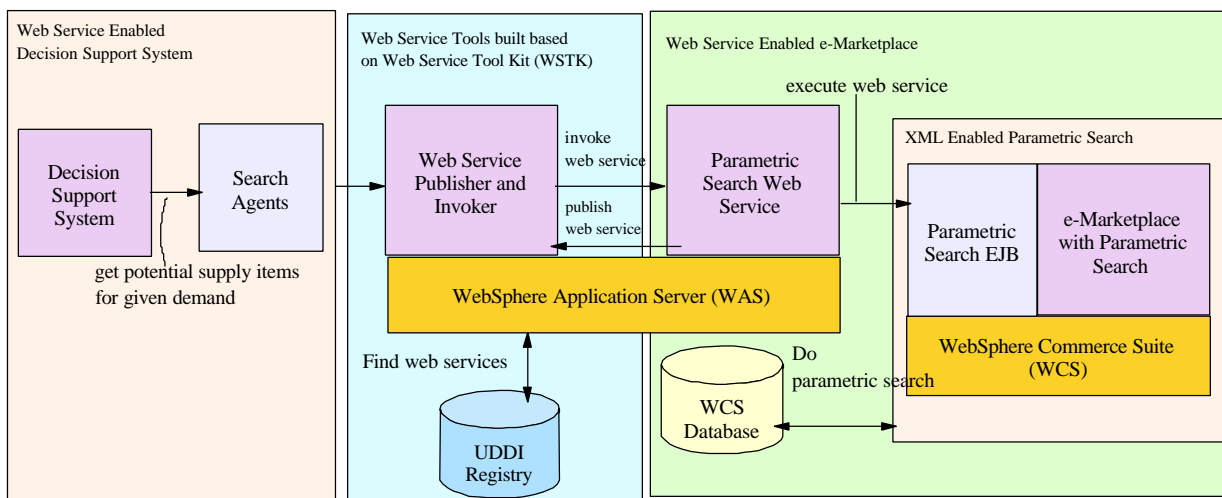 Web Service Enabled
Decision Support System
Decision
Support
System
Search
Agents
get potential supply items
for given demand
Web Service Tools built based
on Web Service Tool Kit (WSTK)
Web Service
Publisher and
Invoker
invoke
web service
publish
web service
WebSphere Application Server (WAS)
Find web services
UDDI
Registry
Web Service Enabled e-Marketplace
execute web service
Parametric
Search Web
Service
XML Enabled Parametric Search
Parametric
Search EJB
e-Marketplace
with Parametric
Search
WebSphere Commerce Suite
(WCS)
Do
parametric search
WCS
Database